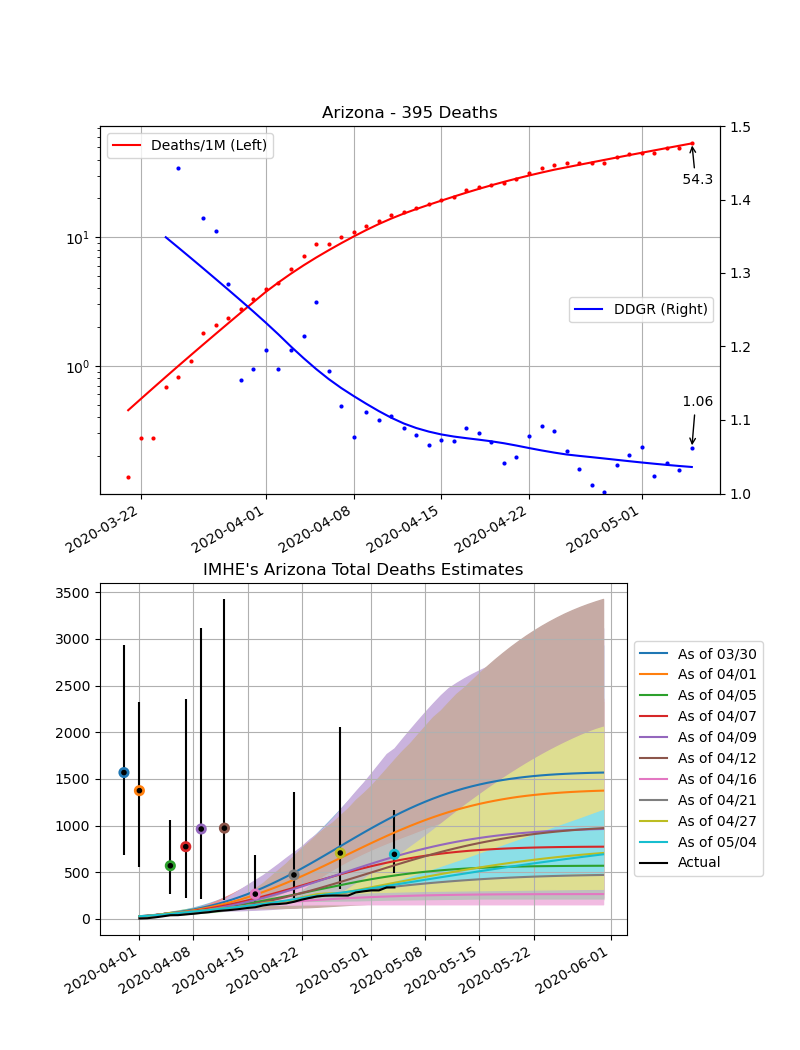 Arizona - 395 Deaths
Deaths/1M (Left)
DDGR (Right)
54.3
1.06
10^1
10^0
1.5
1.4
1.3
1.2
1.1
1.0
2020-03-22
2020-04-01
2020-04-08
2020-04-15
2020-04-22
2020-05-01
IMHE's Arizona Total Deaths Estimates
3500
3000
2500
2000
1500
1000
500
0
2020-04-01
2020-04-08
2020-04-15
2020-04-22
2020-05-01
2020-05-08
2020-05-15
2020-05-22
2020-06-01
As of 03/30
As of 04/01
As of 04/05
As of 04/07
As of 04/09
As of 04/12
As of 04/16
As of 04/21
As of 04/27
As of 05/04
Actual